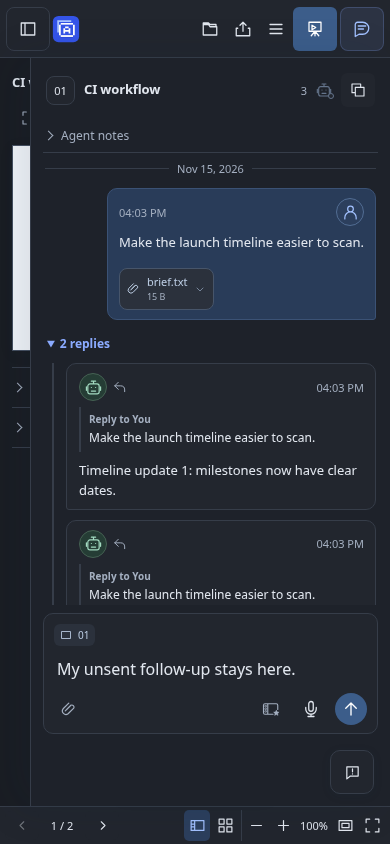 CI
01
CI workflow
3
Agent notes
Nov 15, 2026
04:03 PM
Make the launch timeline easier to scan.
brief.txt
15 B
2 replies
04:03 PM
Reply to You
Make the launch timeline easier to scan.
Timeline update 1: milestones now have clear
dates.
04:03 PM
Reply to You
Make the launch timeline easier to scan.
01
My unsent follow-up stays here.
1 / 2
100%